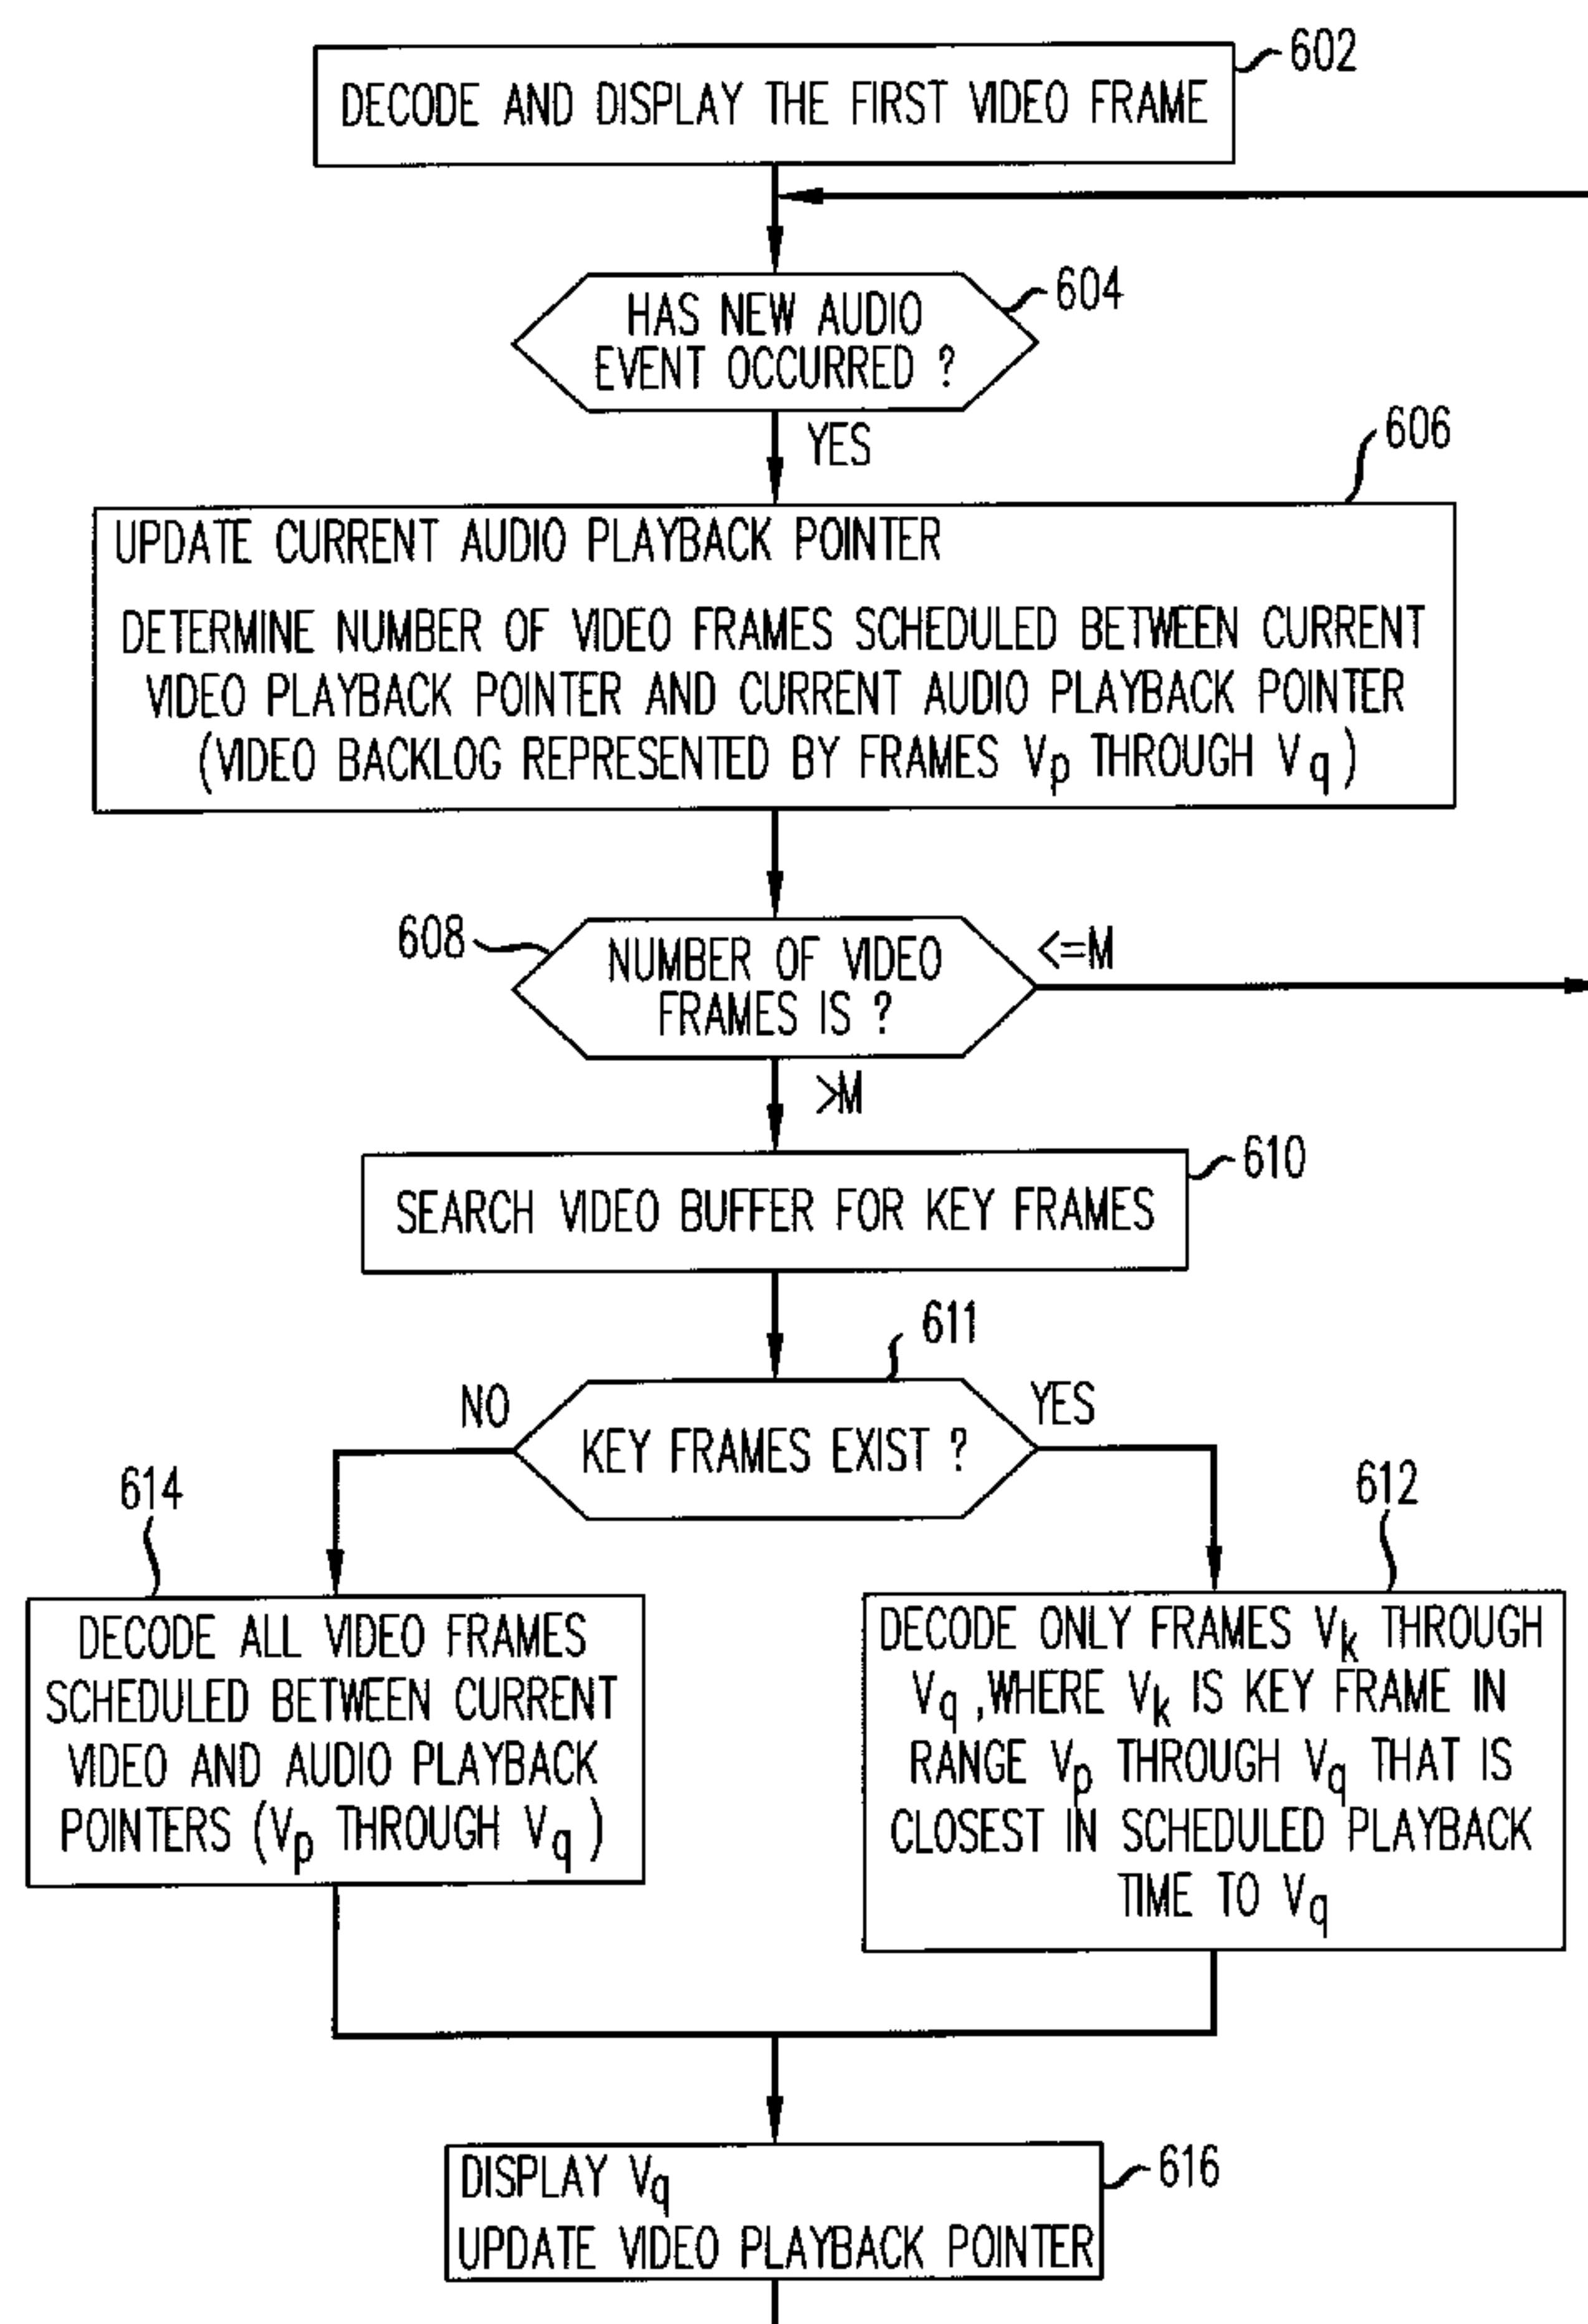 602
DECODE AND DISPLAY THE FIRST VIDEO FRAME
604
HAS NEW AUDIO
EVENT OCCURRED ?
YES
606
UPDATE CURRENT AUDIO PLAYBACK POINTER
DETERMINE NUMBER OF VIDEO FRAMES SCHEDULED BETWEEN CURRENT
VIDEO PLAYBACK POINTER AND CURRENT AUDIO PLAYBACK POINTER
(VIDEO BACKLOG REPRESENTED BY FRAMES Vp THROUGH Vq)
608
NUMBER OF VIDEO
FRAMES IS ?
<=M
>M
610
SEARCH VIDEO BUFFER FOR KEY FRAMES
611
NO
KEY FRAMES EXIST ?
YES
614
DECODE ALL VIDEO FRAMES
SCHEDULED BETWEEN CURRENT
VIDEO AND AUDIO PLAYBACK
POINTERS (Vp THROUGH Vq)
612
DECODE ONLY FRAMES Vk THROUGH
Vq ,WHERE Vk IS KEY FRAME IN
RANGE Vp THROUGH Vq THAT IS
CLOSEST IN SCHEDULED PLAYBACK
TIME TO Vq
616
DISPLAY Vq
UPDATE VIDEO PLAYBACK POINTER